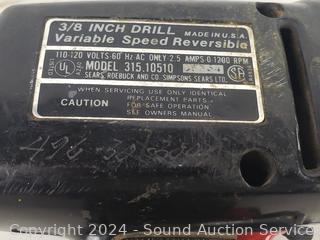 3/8 INCH DRILL MADE IN U.S.A.
Variable Speed Reversible
110-120 VOLTS 60 Hz AC ONLY 2.5 AMPS 0-1200 RPM
LISTED UL MODEL 315.10510
SEARS, ROEBUCK AND CO. SIMPSONS SEARS LTD.
WHEN SERVICING USE ONLY IDENTICAL
REPLACEMENT PARTS.
CAUTION FOR SAFE OPERATION
SEE OWNERS MANUAL
Copyright 2024 - Sound Auction Service